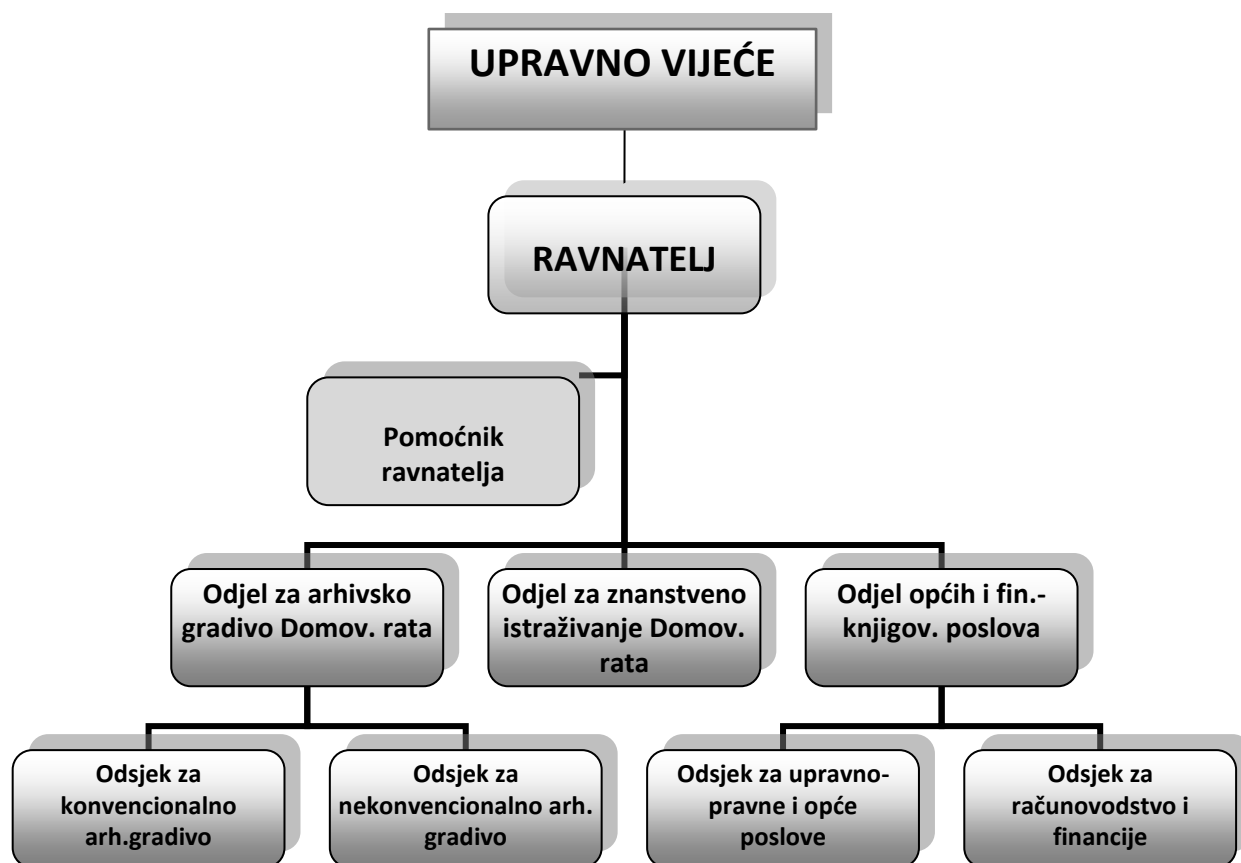 UPRAVNO VIJEĆE
RAVNATELJ
Pomoćnik
ravnatelja
Odjel za arhivsko
gradivo Domov. rata
Odjel za znanstveno
istraživanje Domov.
rata
Odjel općih i fin.-
knjigov. poslova
Odsjek za
konvencionalno
arh.gradivo
Odsjek za
nekonvencionalno arh.
gradivo
Odsjek za upravno-
pravne i opće
poslove
Odsjek za
računovodstvo i
financije